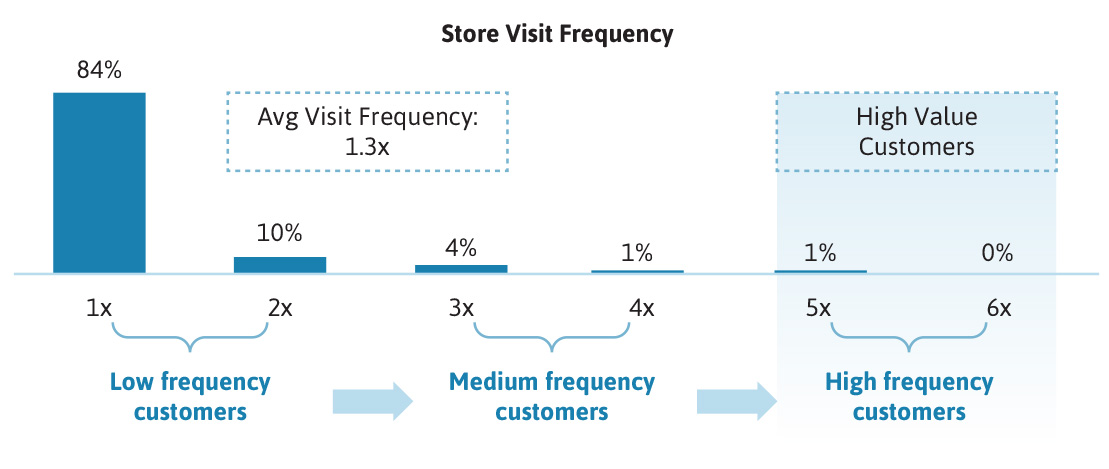 Store Visit Frequency
84%
Avg Visit Frequency:
1.3x
High Value
Customers
10%
4%
1%
1%
0%
1x
2x
3x
4x
5x
6x
Low frequency
customers
Medium frequency
customers
High frequency
customers